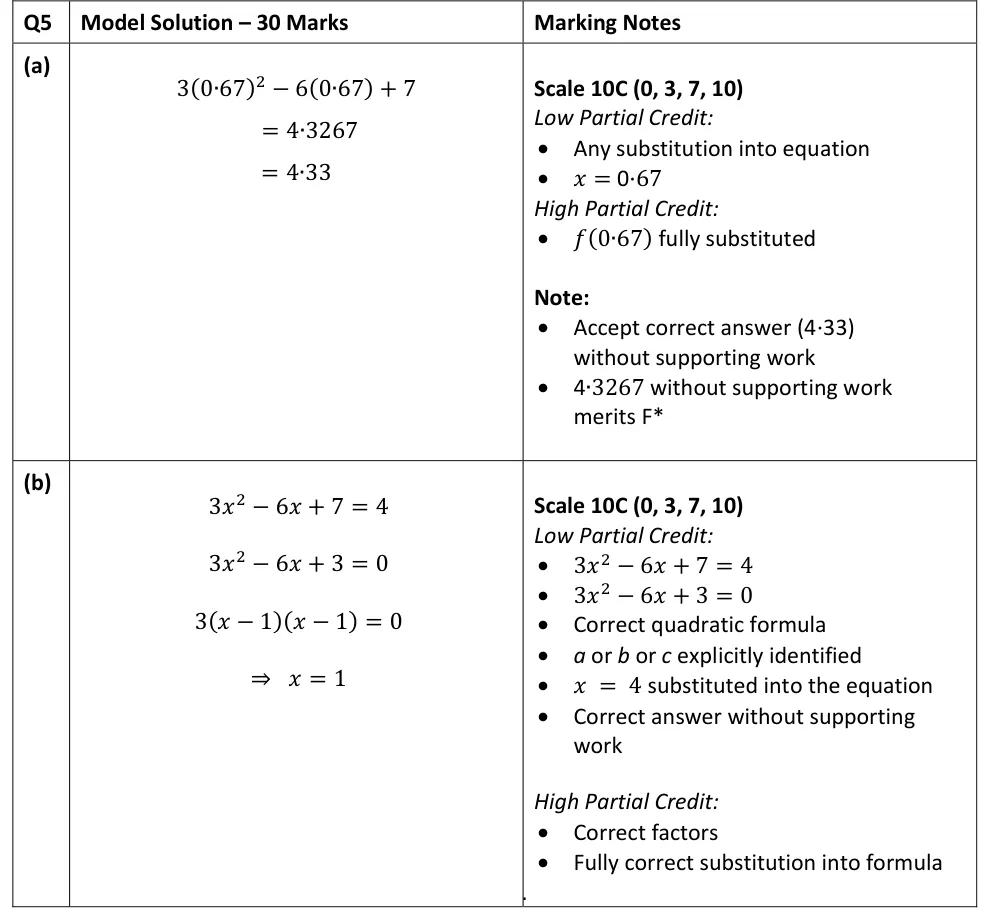 Q5 Model Solution – 30 Marks Marking Notes
(a)
3(0·67)² − 6(0·67) + 7
= 4·3267
= 4·33
Scale 10C (0, 3, 7, 10)
Low Partial Credit:
• Any substitution into equation
• x = 0·67
High Partial Credit:
• f(0·67) fully substituted
Note:
• Accept correct answer (4·33)
without supporting work
• 4·3267 without supporting work
merits F*
(b)
3x² − 6x + 7 = 4
3x² − 6x + 3 = 0
3(x − 1)(x − 1) = 0
⇒ x = 1
Scale 10C (0, 3, 7, 10)
Low Partial Credit:
• 3x² − 6x + 7 = 4
• 3x² − 6x + 3 = 0
• Correct quadratic formula
• a or b or c explicitly identified
• x = 4 substituted into the equation
• Correct answer without supporting
work
High Partial Credit:
• Correct factors
• Fully correct substitution into formula
.